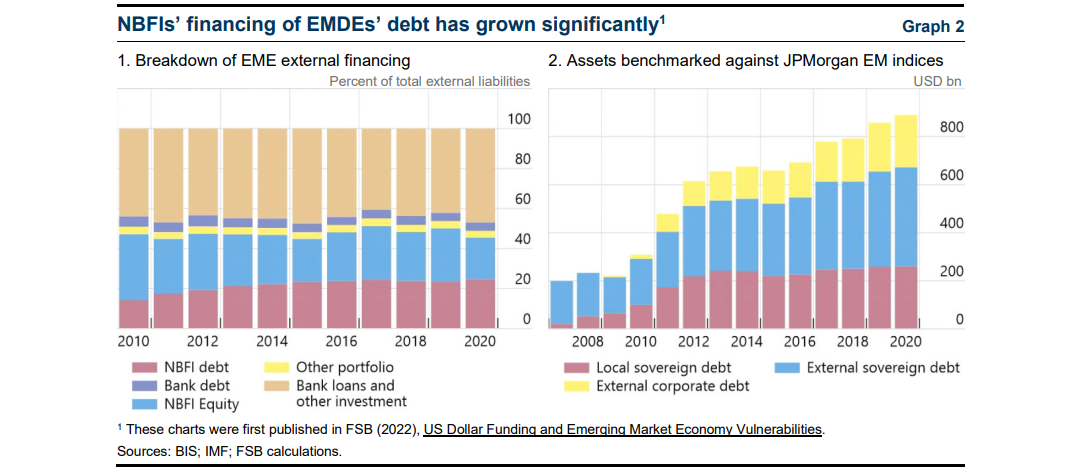 NBFIs’ financing of EMDEs’ debt has grown significantly¹
Graph 2
1. Breakdown of EME external financing
Percent of total external liabilities
100
80
60
40
20
0
2010 2012 2014 2016 2018 2020
NBFI debt
Bank debt
NBFI Equity
Other portfolio
Bank loans and
other investment
2. Assets benchmarked against JPMorgan EM indices
USD bn
800
600
400
200
0
2008 2010 2012 2014 2016 2018 2020
Local sovereign debt
External corporate debt
External sovereign debt
¹ These charts were first published in FSB (2022), US Dollar Funding and Emerging Market Economy Vulnerabilities.
Sources: BIS; IMF; FSB calculations.